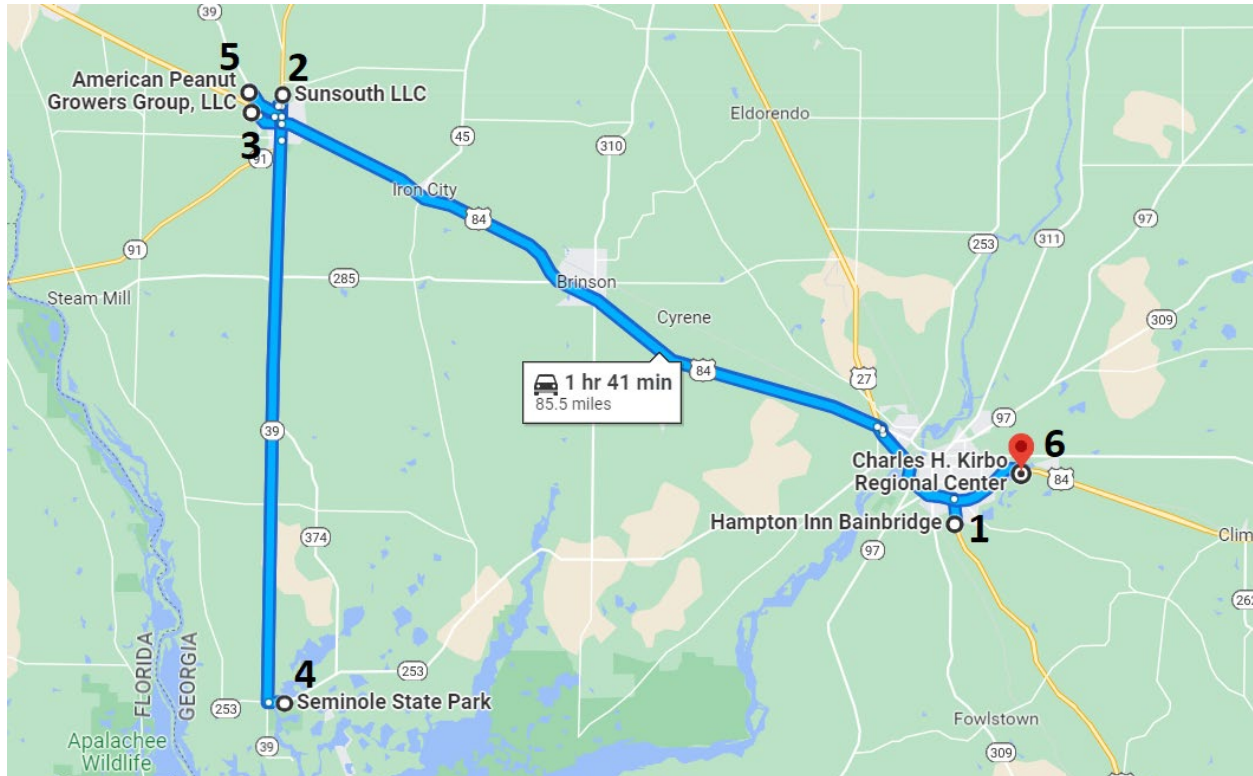 39
5
2
American Peanut
Growers Group, LLC
Sunsouth LLC
3
91
45
310
Eldorendo
Iron City
84
97
253
311
91
285
Brinson
Steam Mill
Cyrene
309
1 hr 41 min
85.5 miles
84
27
39
97
6
Charles H. Kirbo
Regional Center
84
Hampton Inn Bainbridge
1
374
97
Clim
262
FLORIDA
GEORGIA
253
4
253
Seminole State Park
39
Apalachee
Wildlife
Fowlstown
309